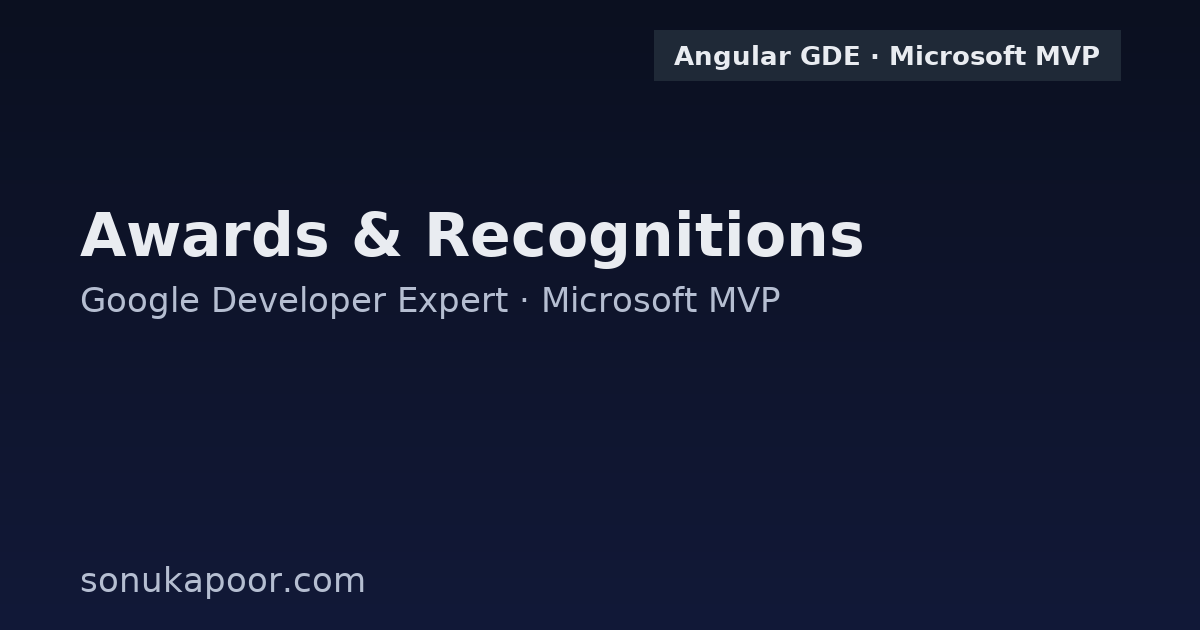 Angular GDE · Microsoft MVP
Awards & Recognitions
Google Developer Expert · Microsoft MVP
sonukapoor.com